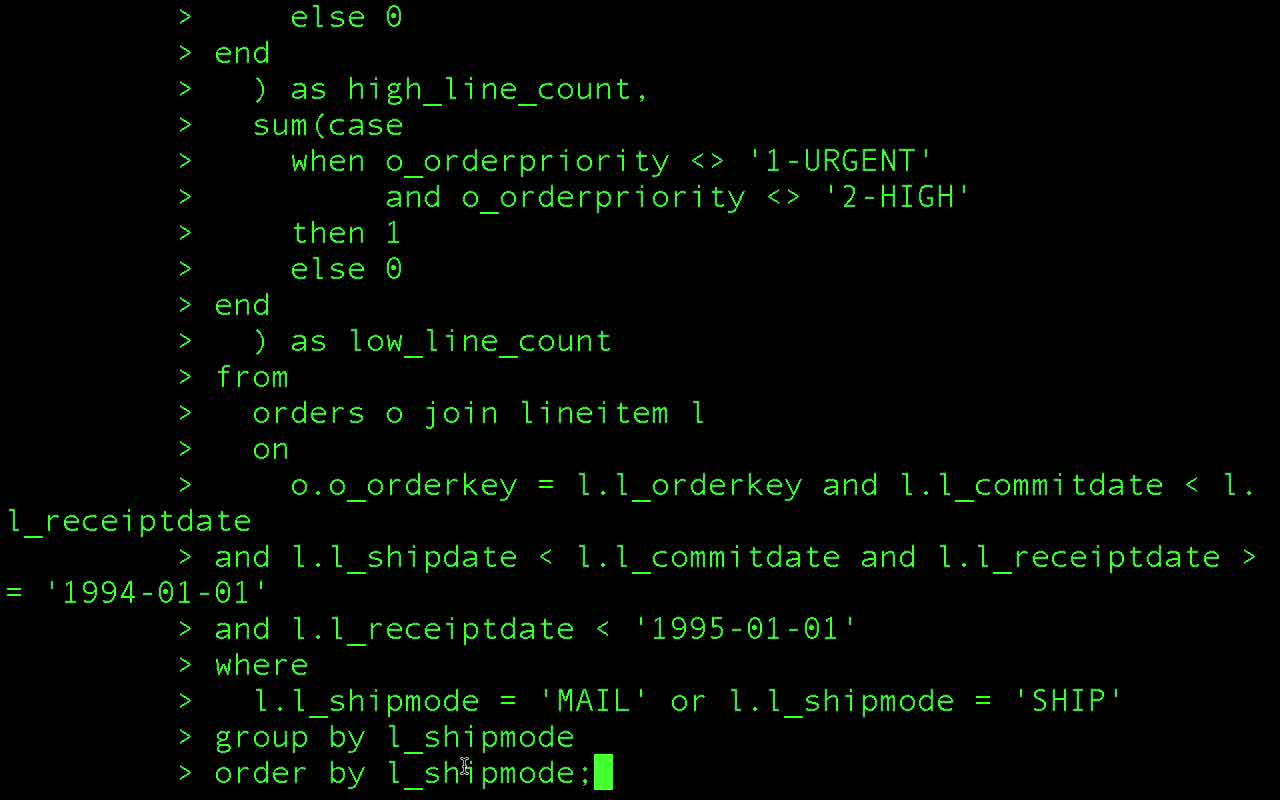 >     else 0
> end
>   ) as high_line_count,
>   sum(case
>     when o_orderpriority <> '1-URGENT'
>          and o_orderpriority <> '2-HIGH'
>     then 1
>     else 0
> end
>   ) as low_line_count
> from
>   orders o join lineitem l
>   on
>     o.o_orderkey = l.l_orderkey and l.l_commitdate < l.
l_receiptdate
> and l.l_shipdate < l.l_commitdate and l.l_receiptdate >
= '1994-01-01'
> and l.l_receiptdate < '1995-01-01'
> where
>   l.l_shipmode = 'MAIL' or l.l_shipmode = 'SHIP'
> group by l_shipmode
> order by l_shipmode;